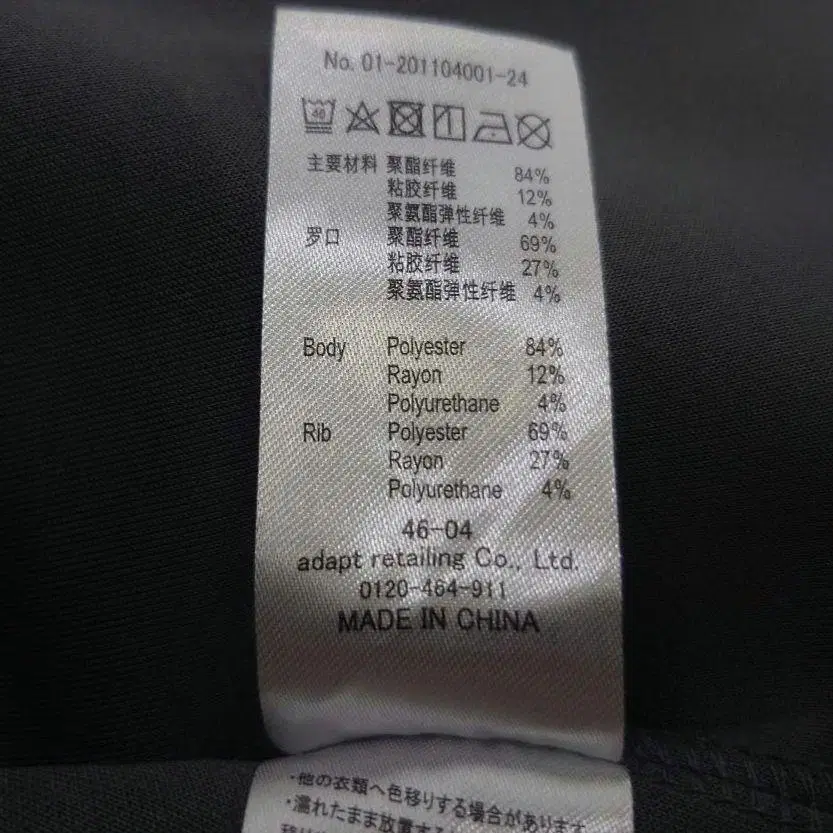 No. 01-201104001-24
40
主要材料 聚酯纤维 84%
粘胶纤维 12%
聚氨酯弹性纤维 4%
罗口 聚酯纤维 69%
粘胶纤维 27%
聚氨酯弹性纤维 4%
Body Polyester 84%
Rayon 12%
Polyurethane 4%
Rib Polyester 69%
Rayon 27%
Polyurethane 4%
46-04
adapt retailing Co., Ltd.
0120-464-911
MADE IN CHINA
・他の衣類へ色移りする場合があります
・濡れたまま放置する